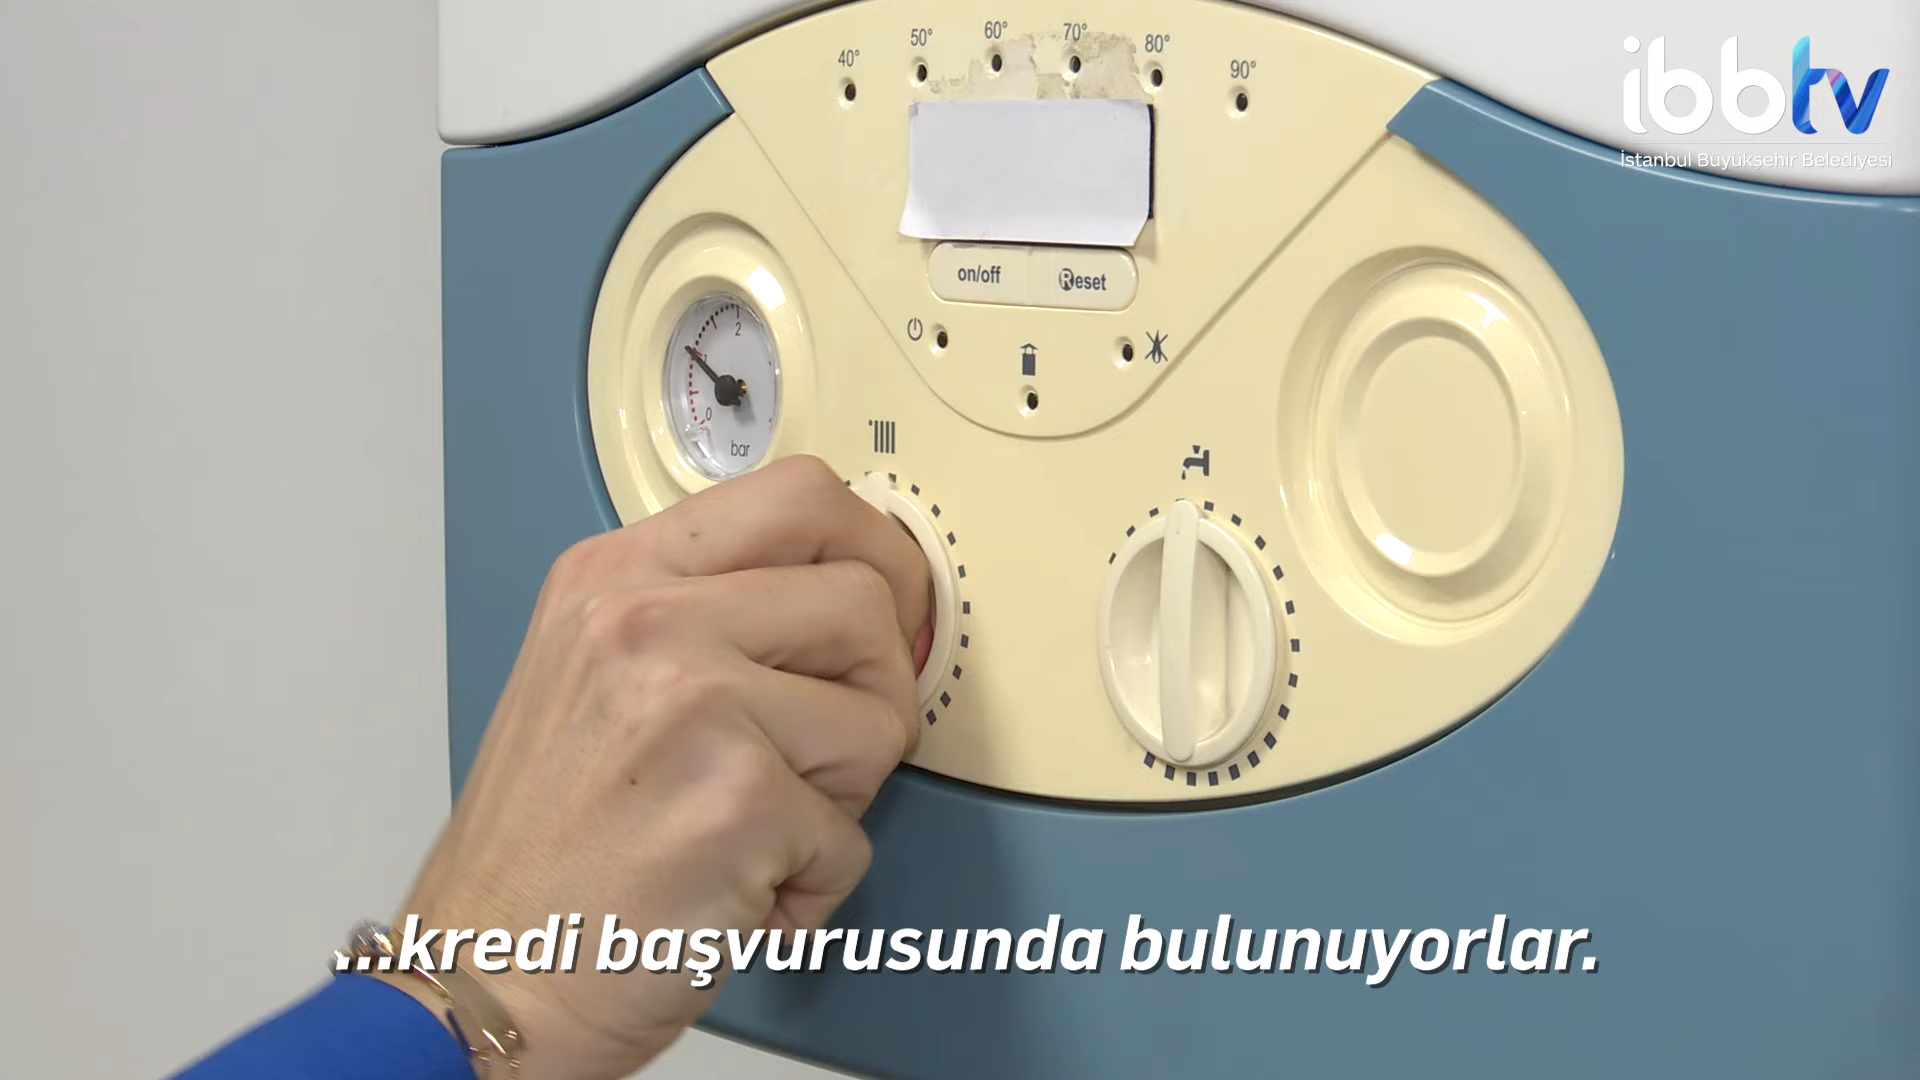 40° 50° 60° 70° 80° 90°
ibbtv
İstanbul Büyükşehir Belediyesi
on/off Reset
2
1
0
bar
...kredi başvurusunda bulunuyorlar.